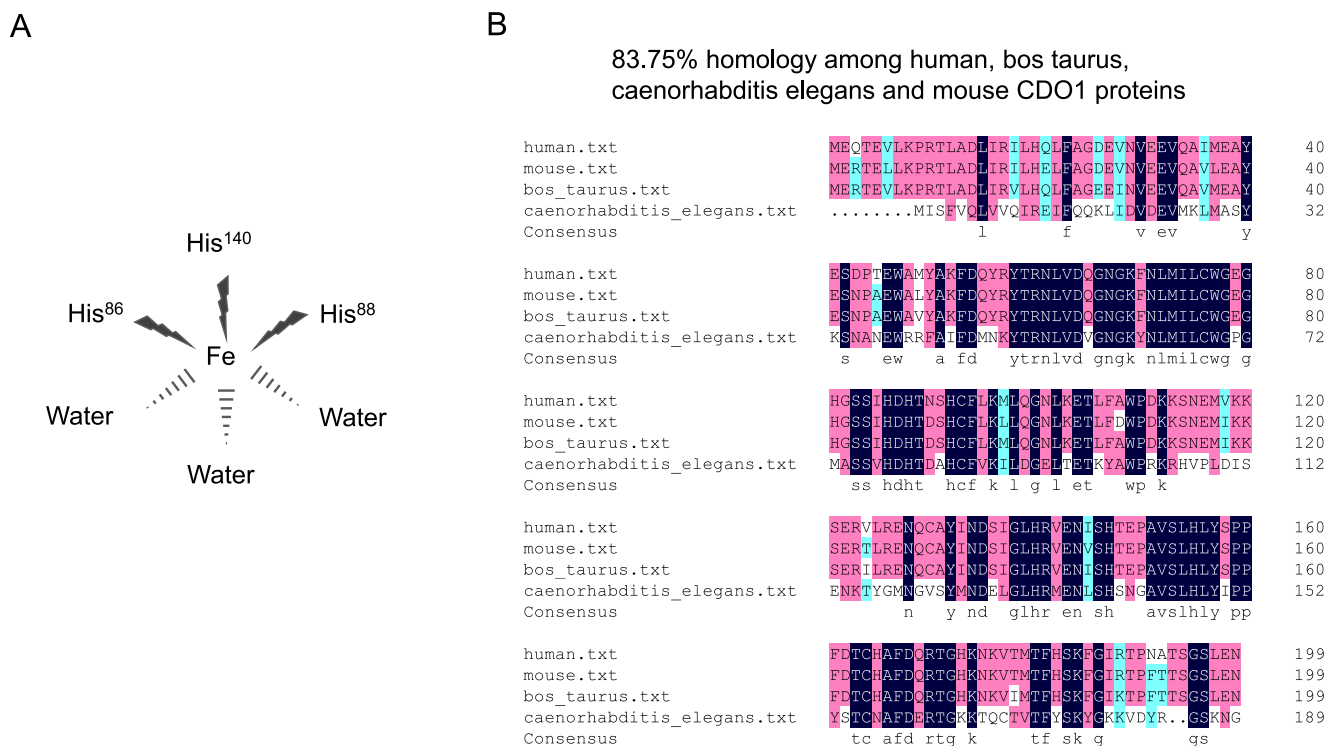 A
His140
His86
His88
Fe
Water
Water
Water
B
83.75% homology among human, bos taurus,
caenorhabditis elegans and mouse CDO1 proteins
human.txt MEQTEVLKPRTLADLIRILHQLFAGDEVNVEEVQAIMEAY 40
mouse.txt MERTELLKPRTLADLIRILHELFAGDEVNVEEVQAVLEAY 40
bos_taurus.txt MERTEVLKPRTLADLIRVLHQLFAGEEINVEEVQAVMEAY 40
caenorhabditis_elegans.txt ........MISFVQLVVQIREIFQQKLIDVDEVMKLMASY 32
Consensus l f v ev y
human.txt ESDPTEWAMYAKFDQYRYTRNLVDQGNGKFNLMILCWGEG 80
mouse.txt ESNPAEWALYAKFDQYRYTRNLVDQGNGKFNLMILCWGEG 80
bos_taurus.txt ESNPAEWAVYAKFDQYRYTRNLVDQGNGKFNLMILCWGEG 80
caenorhabditis_elegans.txt KSNANEWRRFAIFDMNKYTRNLVDVGNGKYNLMILCWGPG 72
Consensus s ew a fd ytrnlvd gngk nlmilcwg g
human.txt HGSSIHDHTNSHCFLKMLQGNLKETLFAWPDKKSNEMVKK 120
mouse.txt HGSSIHDHTDSHCFLKLLQGNLKETLFDWPDKKSNEMIKK 120
bos_taurus.txt HGSSIHDHTDSHCFLKMLQGNLKETLFAWPDKKSNEMIKK 120
caenorhabditis_elegans.txt MASSVHDHTDAHCFVKILDGELTETKYAWPRKRHVPLDIS 112
Consensus ss hdht hcf k l g l et wp k
human.txt SERVLRENQCAYINDSIGLHRVENISHTEPAVSLHLYSPP 160
mouse.txt SERTLRENQCAYINDSIGLHRVENVSHTEPAVSLHLYSPP 160
bos_taurus.txt SERILRENQCAYINDSIGLHRVENISHTEPAVSLHLYSPP 160
caenorhabditis_elegans.txt ENKTYGMNGVSYMNDELGLHRMENLSHSNGAVSLHLYIPP 152
Consensus n y nd glhr en sh avslhly pp
human.txt FDTCHAFDQRTGHKNKVTMTFHSKFGIRTPNATSGSLEN 199
mouse.txt FDTCHAFDQRTGHKNKVTMTFHSKFGIRTPFTTSGSLEN 199
bos_taurus.txt FDTCHAFDQRTGHKNKVIMTFHSKFGIKTPFTTSGSLEN 199
caenorhabditis_elegans.txt YSTCNAFDERTGKKTQCTVTFYSKYGKKVDYR..GSKNG 189
Consensus tc afd rtg k tf sk g gs